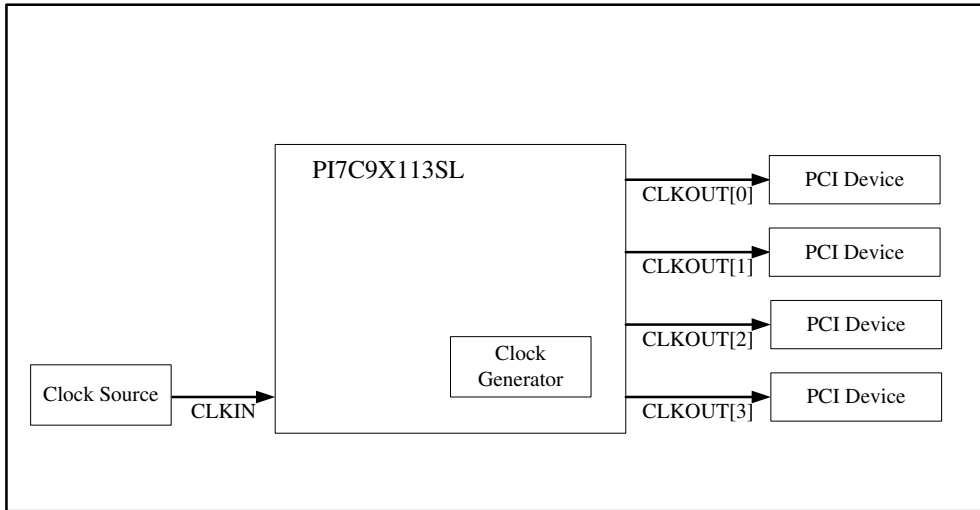 PI7C9X113SL
CLKOUT[0]
PCI Device
CLKOUT[1]
PCI Device
CLKOUT[2]
PCI Device
Clock
Generator
Clock Source
CLKIN
CLKOUT[3]
PCI Device